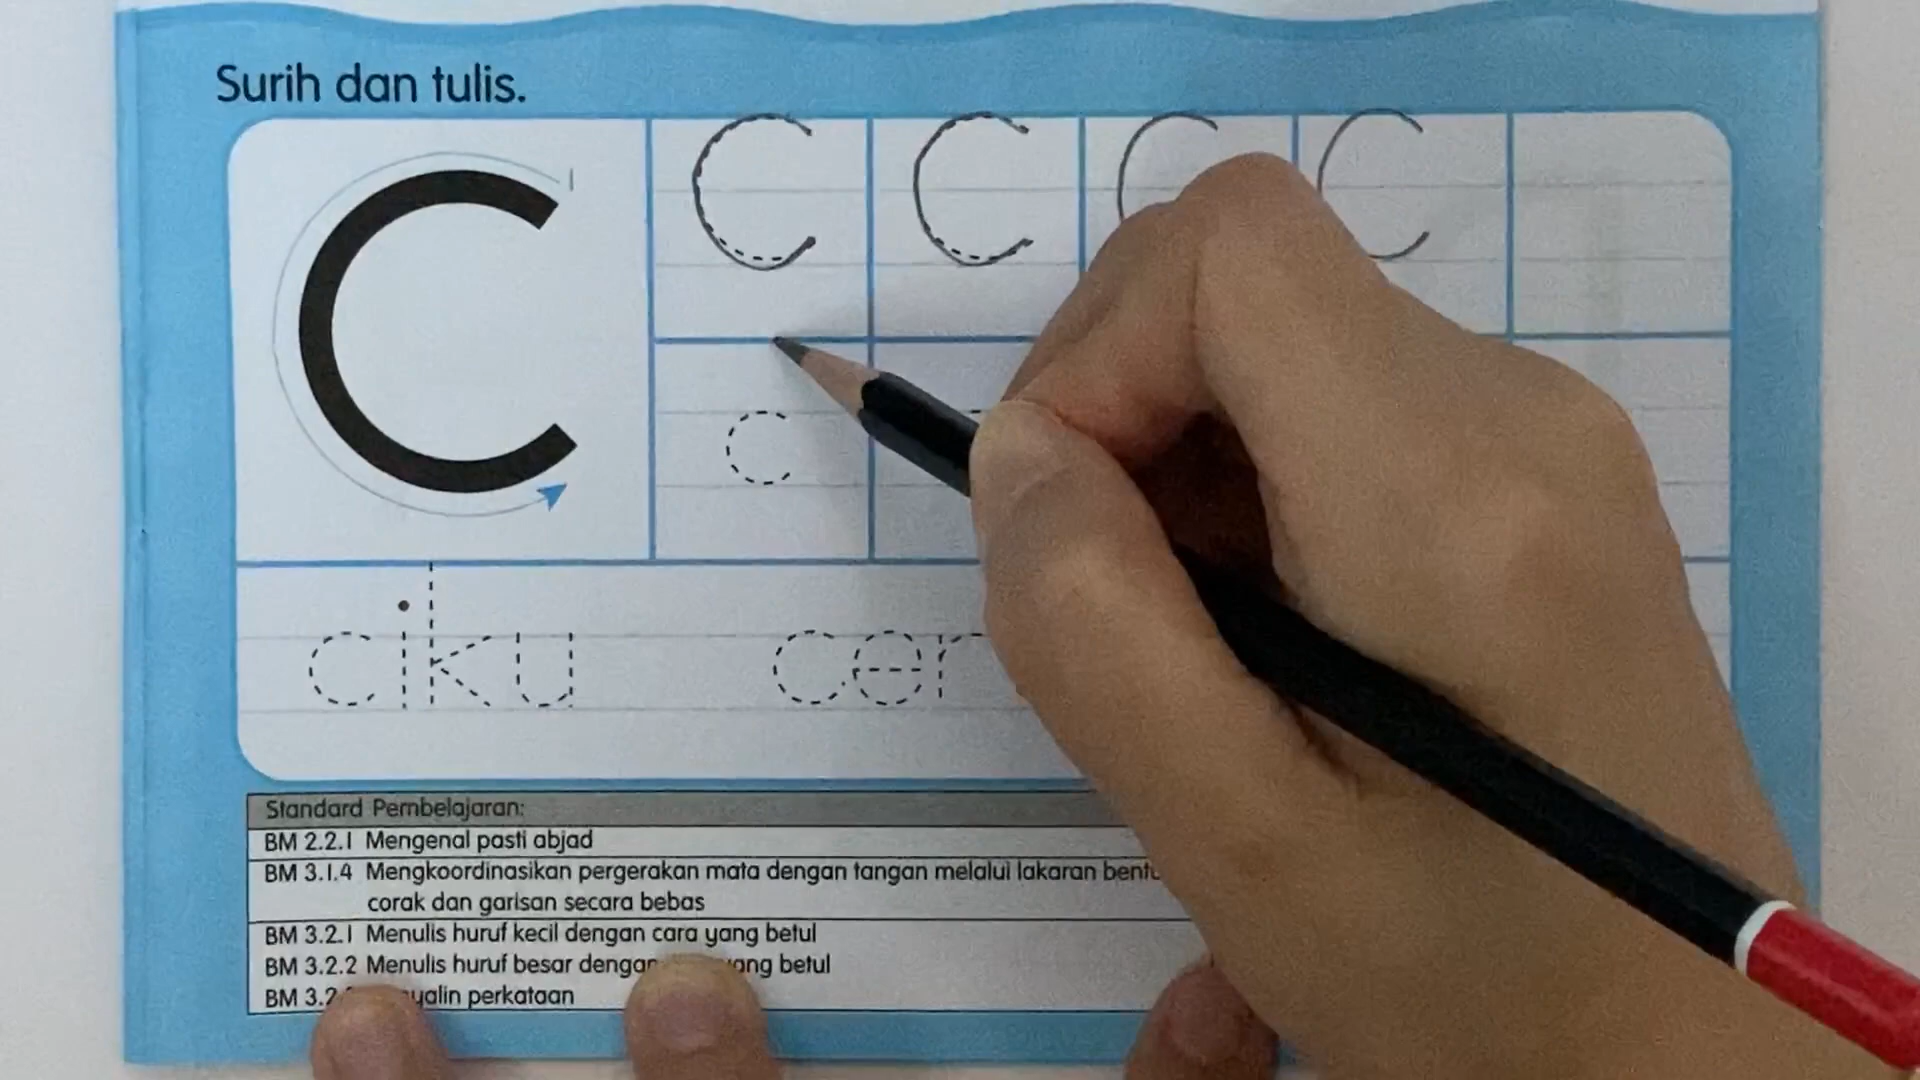 Surih dan tulis.
C C C C C
c
ciku cer
Standard Pembelajaran:
BM 2.2.1 Mengenal pasti abjad
BM 3.1.4 Mengkoordinasikan pergerakan mata dengan tangan melalui lakaran
corak dan garisan secara bebas
BM 3.2.1 Menulis huruf kecil dengan cara yang betul
BM 3.2.2 Menulis huruf besar dengan yang betul
perkataan